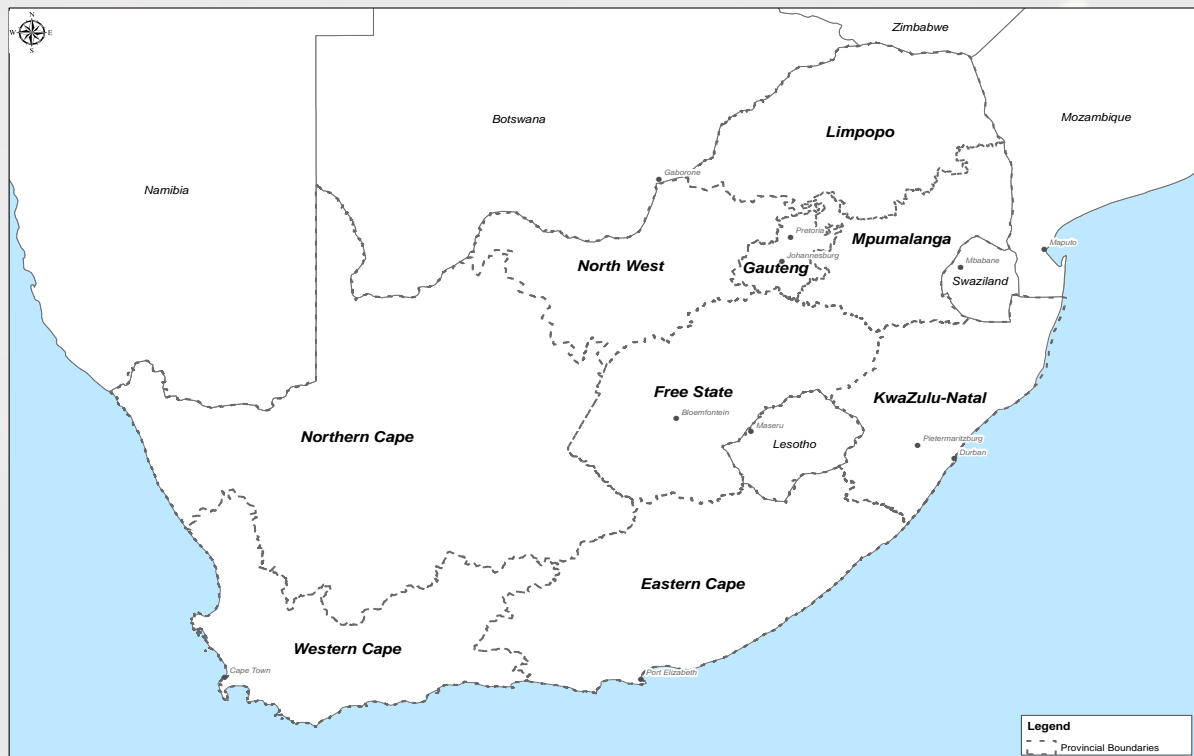 N
W E
S
Zimbabwe
Botswana
Mozambique
Limpopo
Gaborone
Namibia
Pretoria
Mpumalanga
Maputo
Johannesburg
North West
Gauteng
Mbabane
Swaziland
Free State
KwaZulu-Natal
Bloemfontein
Maseru
Northern Cape
Lesotho
Pietermaritzburg
Durban
Eastern Cape
Western Cape
Cape Town
Port Elizabeth
Legend
Provincial Boundaries